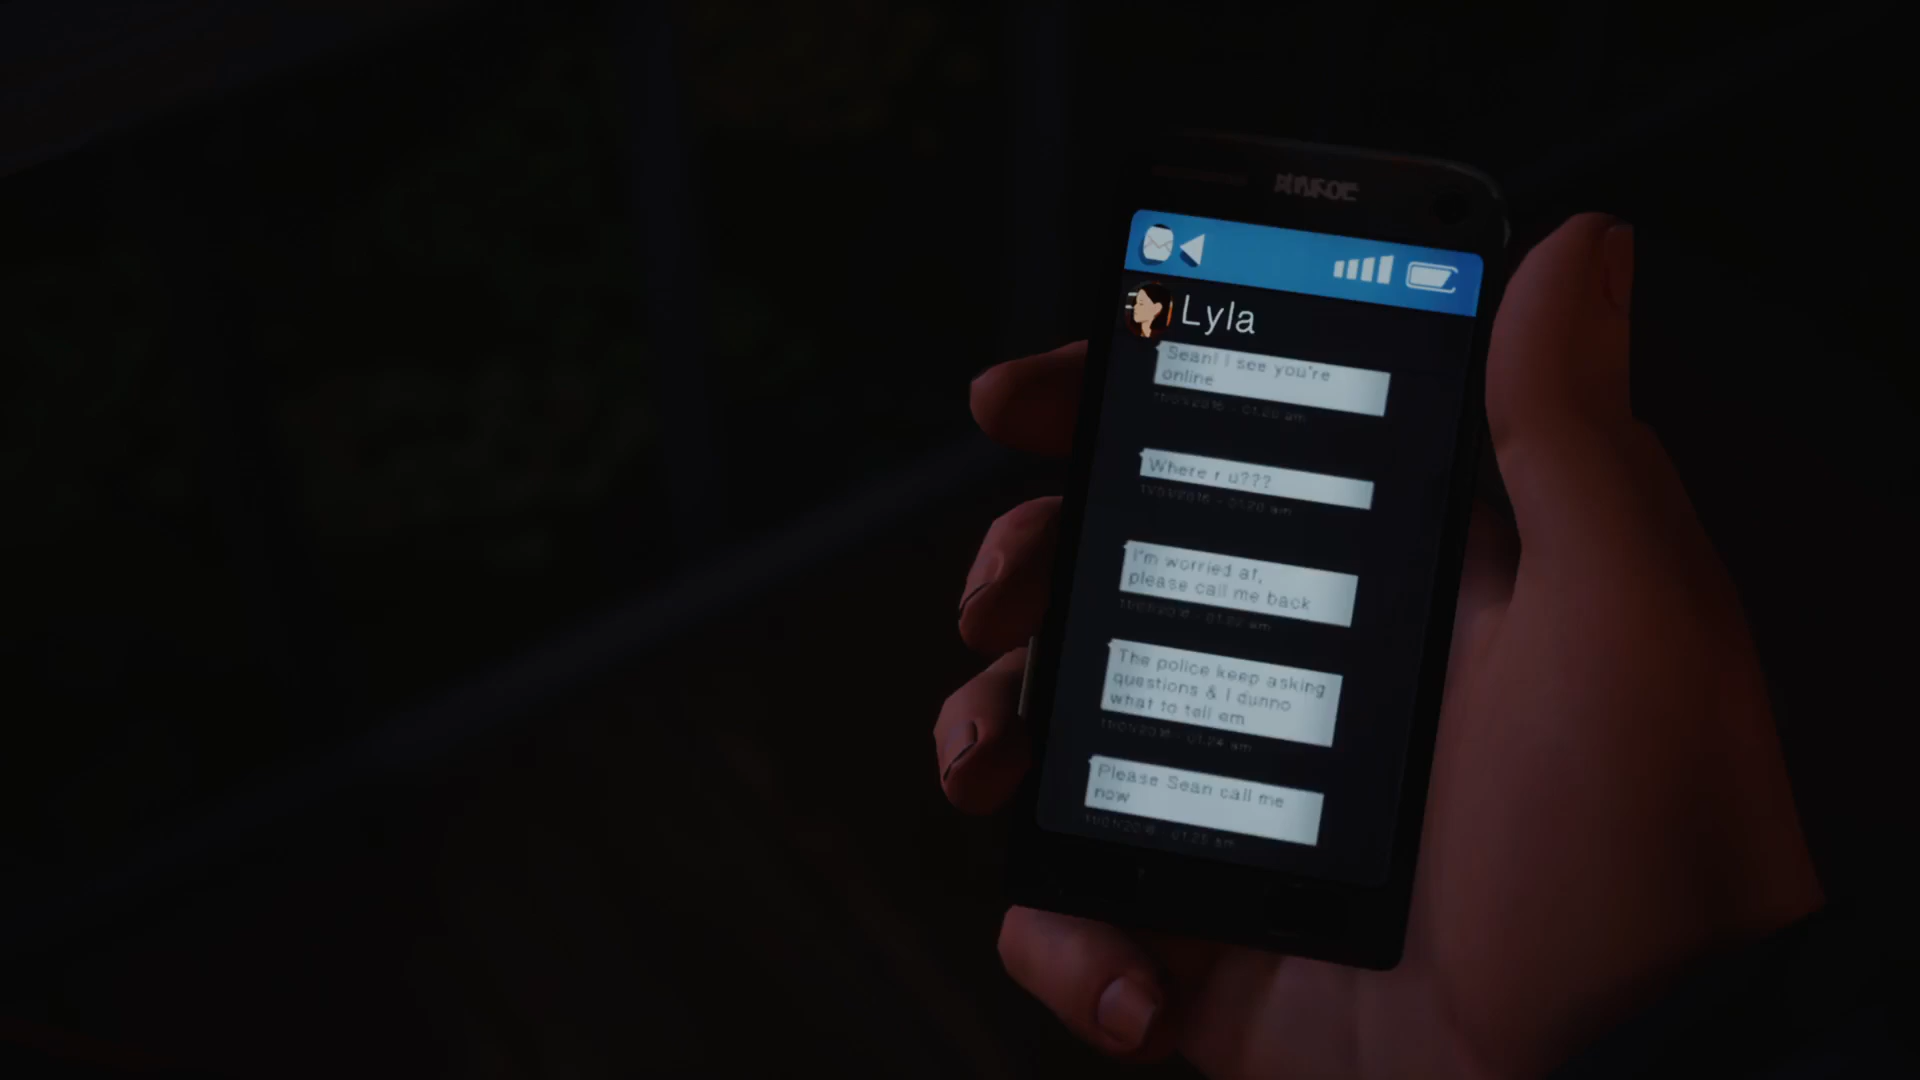 Lyla
Sean! I see you're
online
Where r u???
I'm worried af,
please call me back
The police keep asking
questions & I dunno
what to tell em
Please Sean call me
now